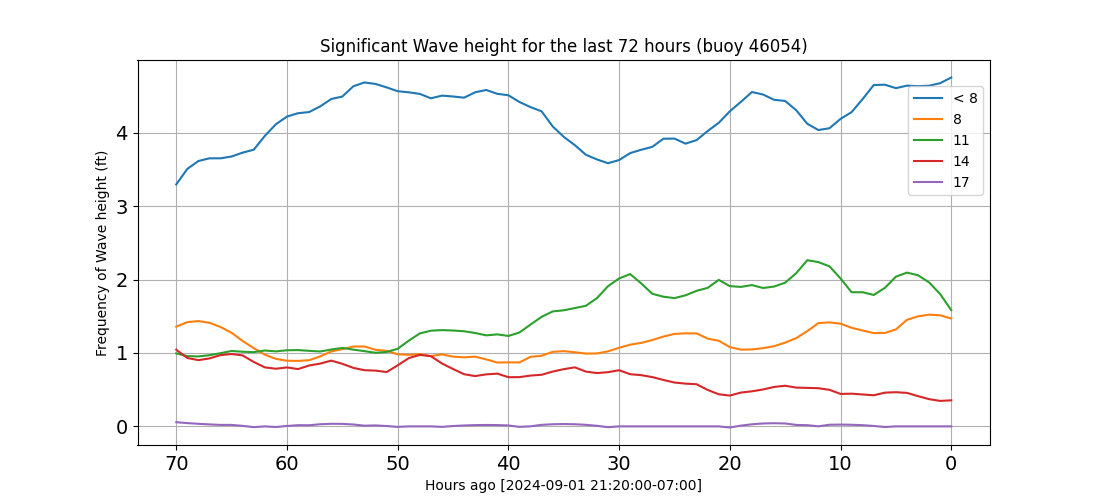 Significant Wave height for the last 72 hours (buoy 46054)
Frequency of Wave height (ft)
4
3
2
1
0
< 8
8
11
14
17
70 60 50 40 30 20 10 0
Hours ago [2024-09-01 21:20:00-07:00]